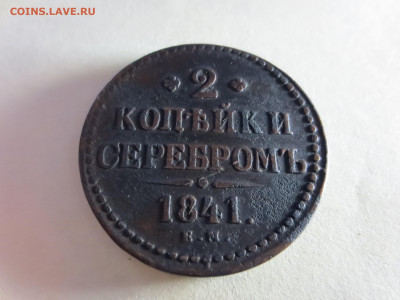 COINS.LAVE.RU
2
КОПѢЙКИ
СЕРЕБРОМЪ
1841.
Е.М.